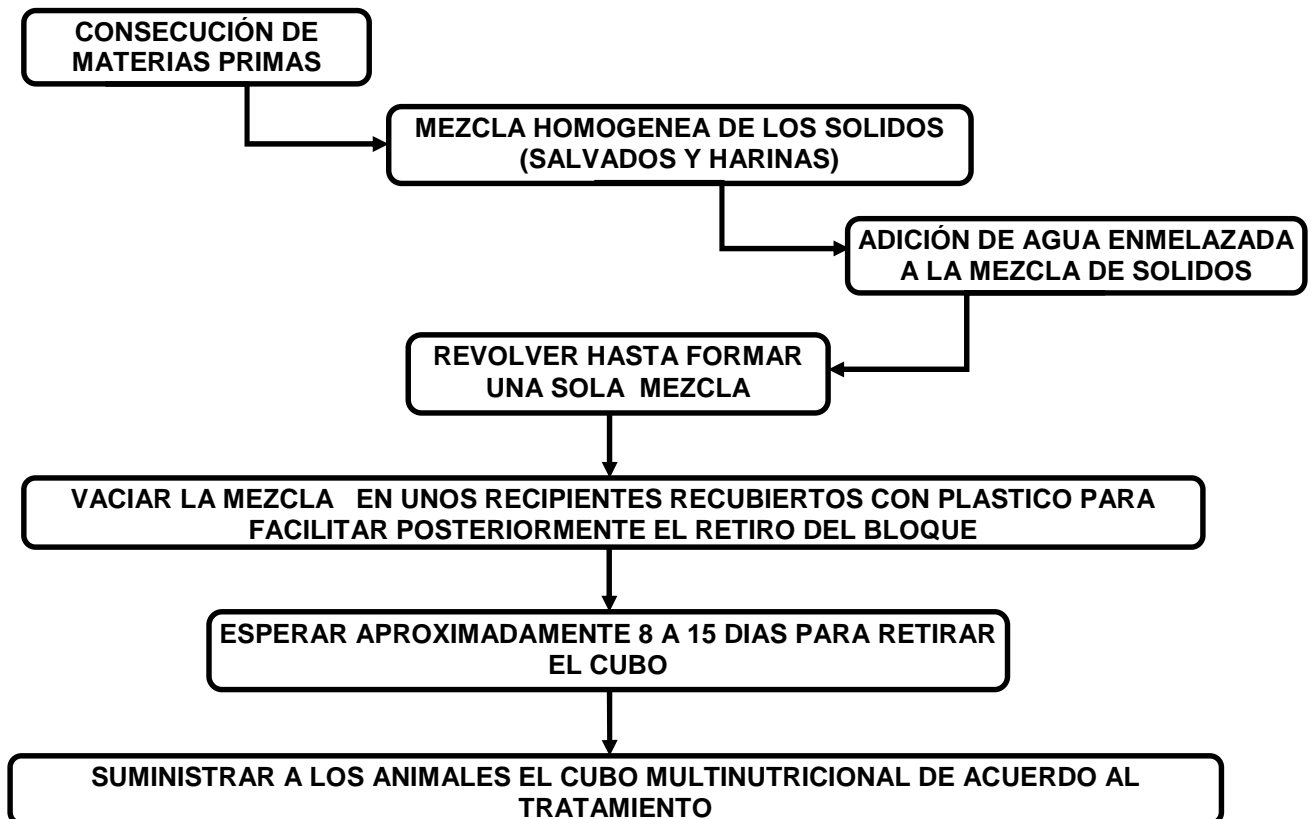 CONSECUCIÓN DE
MATERIAS PRIMAS
MEZCLA HOMOGENEA DE LOS SOLIDOS
(SALVADOS Y HARINAS)
ADICIÓN DE AGUA ENMELAZADA
A LA MEZCLA DE SOLIDOS
REVOLVER HASTA FORMAR
UNA SOLA MEZCLA
VACIAR LA MEZCLA EN UNOS RECIPIENTES RECUBIERTOS CON PLASTICO PARA
FACILITAR POSTERIORMENTE EL RETIRO DEL BLOQUE
ESPERAR APROXIMADAMENTE 8 A 15 DIAS PARA RETIRAR
EL CUBO
SUMINISTRAR A LOS ANIMALES EL CUBO MULTINUTRICIONAL DE ACUERDO AL
TRATAMIENTO